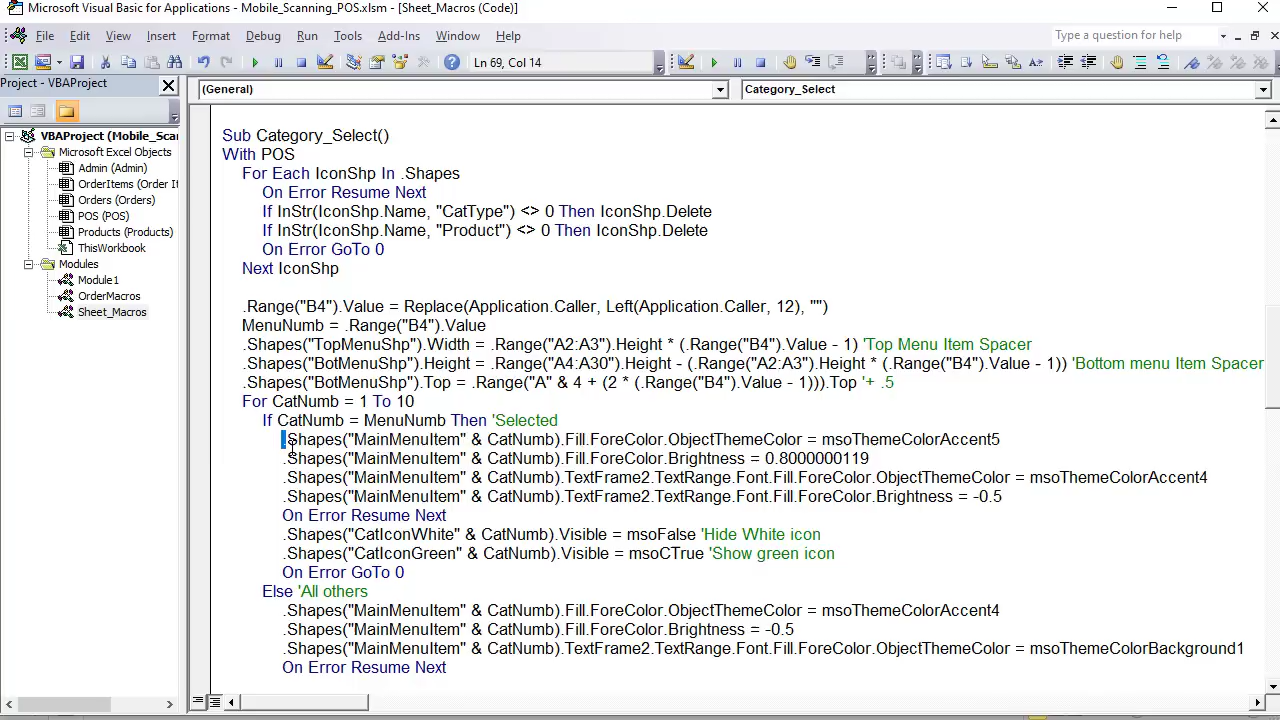 Microsoft Visual Basic for Applications - Mobile_Scanning_POS.xlsm - [Sheet_Macros (Code)]
File Edit View Insert Format Debug Run Tools Add-Ins Window Help
Type a question for help
Ln 69, Col 14
Project - VBAProject
(General)
Category_Select
VBAProject (Mobile_Scan
Microsoft Excel Objects
Admin (Admin)
OrderItems (Order It
Orders (Orders)
POS (POS)
Products (Products)
ThisWorkbook
Modules
Module1
OrderMacros
Sheet_Macros
Sub Category_Select()
With POS
For Each IconShp In .Shapes
On Error Resume Next
If InStr(IconShp.Name, "CatType") <> 0 Then IconShp.Delete
If InStr(IconShp.Name, "Product") <> 0 Then IconShp.Delete
On Error GoTo 0
Next IconShp
.Range("B4").Value = Replace(Application.Caller, Left(Application.Caller, 12), "")
MenuNumb = .Range("B4").Value
.Shapes("TopMenuShp").Width = .Range("A2:A3").Height * (.Range("B4").Value - 1) 'Top Menu Item Spacer
.Shapes("BotMenuShp").Height = .Range("A4:A30").Height - (.Range("A2:A3").Height * (.Range("B4").Value - 1)) 'Bottom menu Item Spacer
.Shapes("BotMenuShp").Top = .Range("A" & 4 + (2 * (.Range("B4").Value - 1))).Top '+ .5
For CatNumb = 1 To 10
If CatNumb = MenuNumb Then 'Selected
.Shapes("MainMenuItem" & CatNumb).Fill.ForeColor.ObjectThemeColor = msoThemeColorAccent5
.Shapes("MainMenuItem" & CatNumb).Fill.ForeColor.Brightness = 0.8000000119
.Shapes("MainMenuItem" & CatNumb).TextFrame2.TextRange.Font.Fill.ForeColor.ObjectThemeColor = msoThemeColorAccent4
.Shapes("MainMenuItem" & CatNumb).TextFrame2.TextRange.Font.Fill.ForeColor.Brightness = -0.5
On Error Resume Next
.Shapes("CatIconWhite" & CatNumb).Visible = msoFalse 'Hide White icon
.Shapes("CatIconGreen" & CatNumb).Visible = msoCTrue 'Show green icon
On Error GoTo 0
Else 'All others
.Shapes("MainMenuItem" & CatNumb).Fill.ForeColor.ObjectThemeColor = msoThemeColorAccent4
.Shapes("MainMenuItem" & CatNumb).Fill.ForeColor.Brightness = -0.5
.Shapes("MainMenuItem" & CatNumb).TextFrame2.TextRange.Font.Fill.ForeColor.ObjectThemeColor = msoThemeColorBackground1
On Error Resume Next